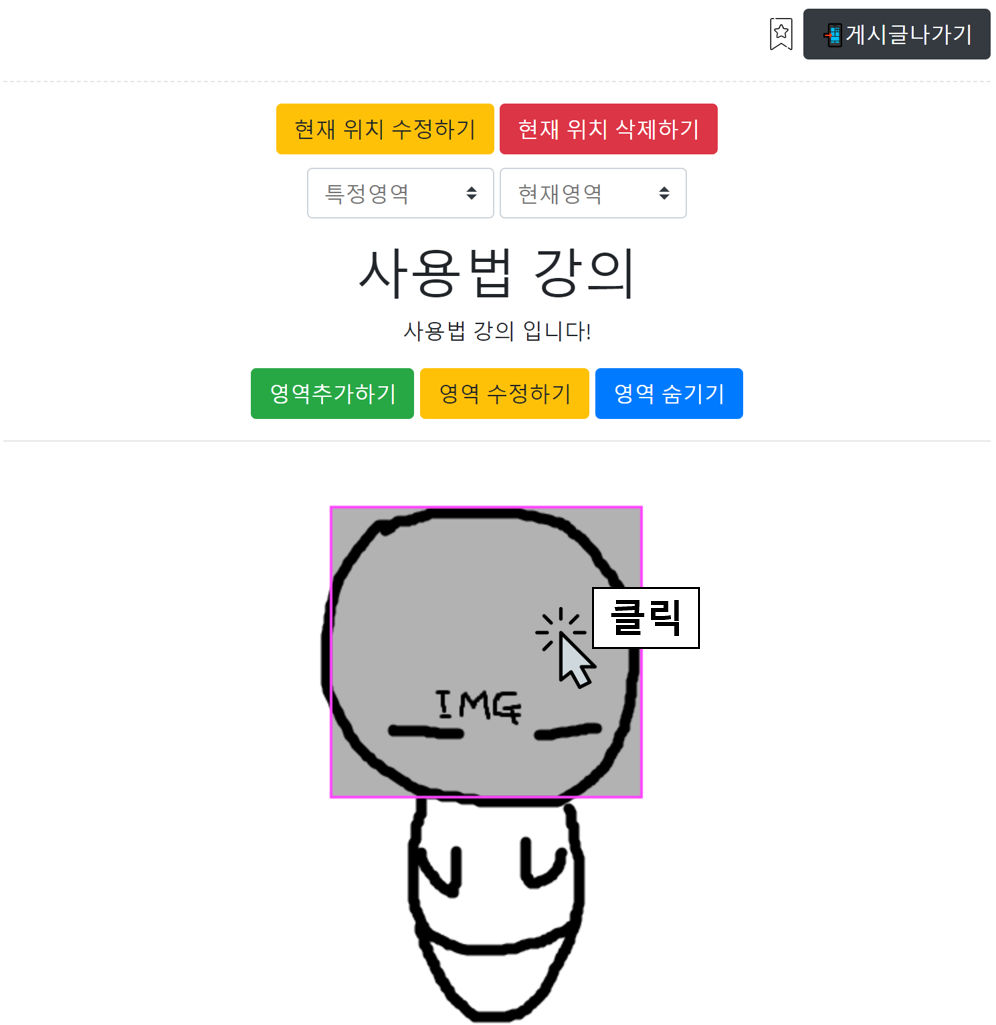 게시글나가기
현재 위치 수정하기 현재 위치 삭제하기
특정영역 현재영역
사용법 강의
사용법 강의 입니다!
영역추가하기 영역 수정하기 영역 숨기기
클릭
IMG